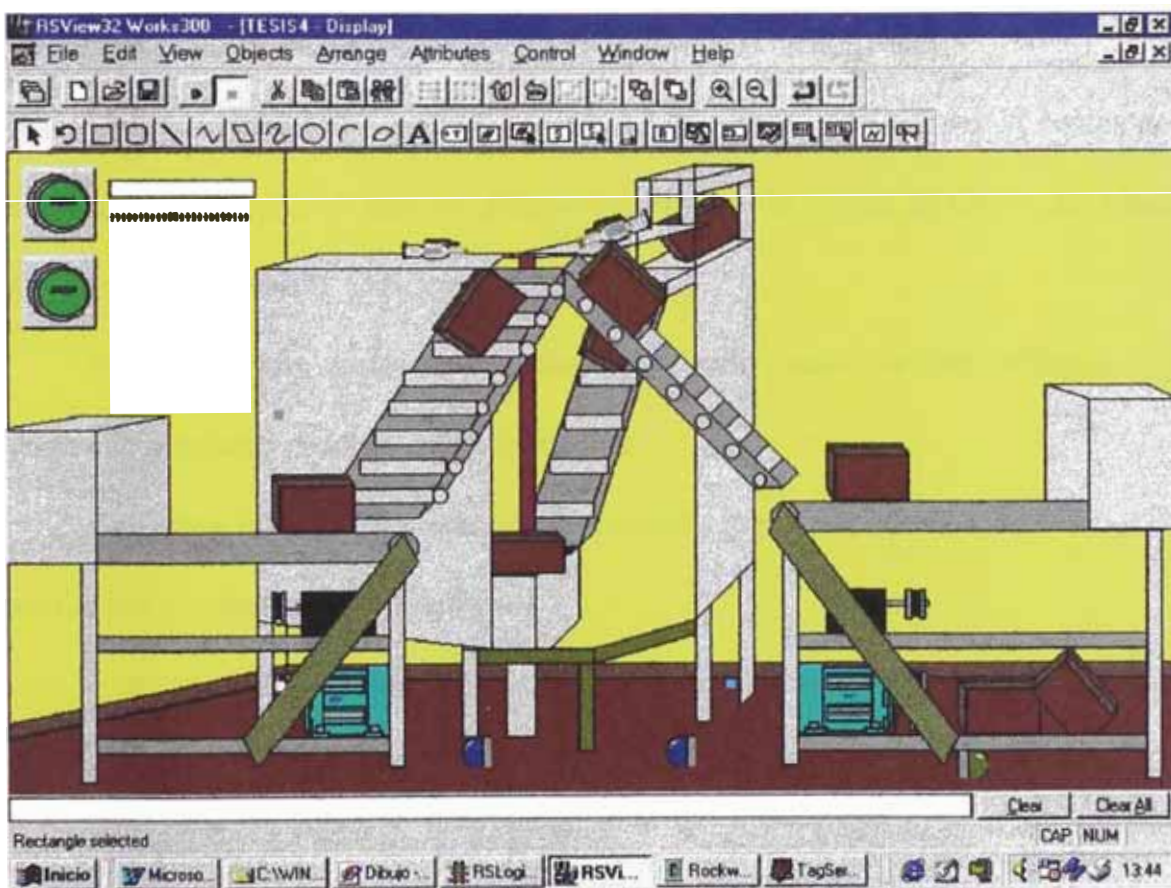 RSView32 Works300 - [TESIS4 - Display]
File Edit View Objects Arrange Attributes Control Window Help
Clear Clear All
Rectangle selected
CAP NUM
Inicio Microso... C:\WIN... Dibujo -... RSLogi... RSVi... Rockw... TagSer... 13:44